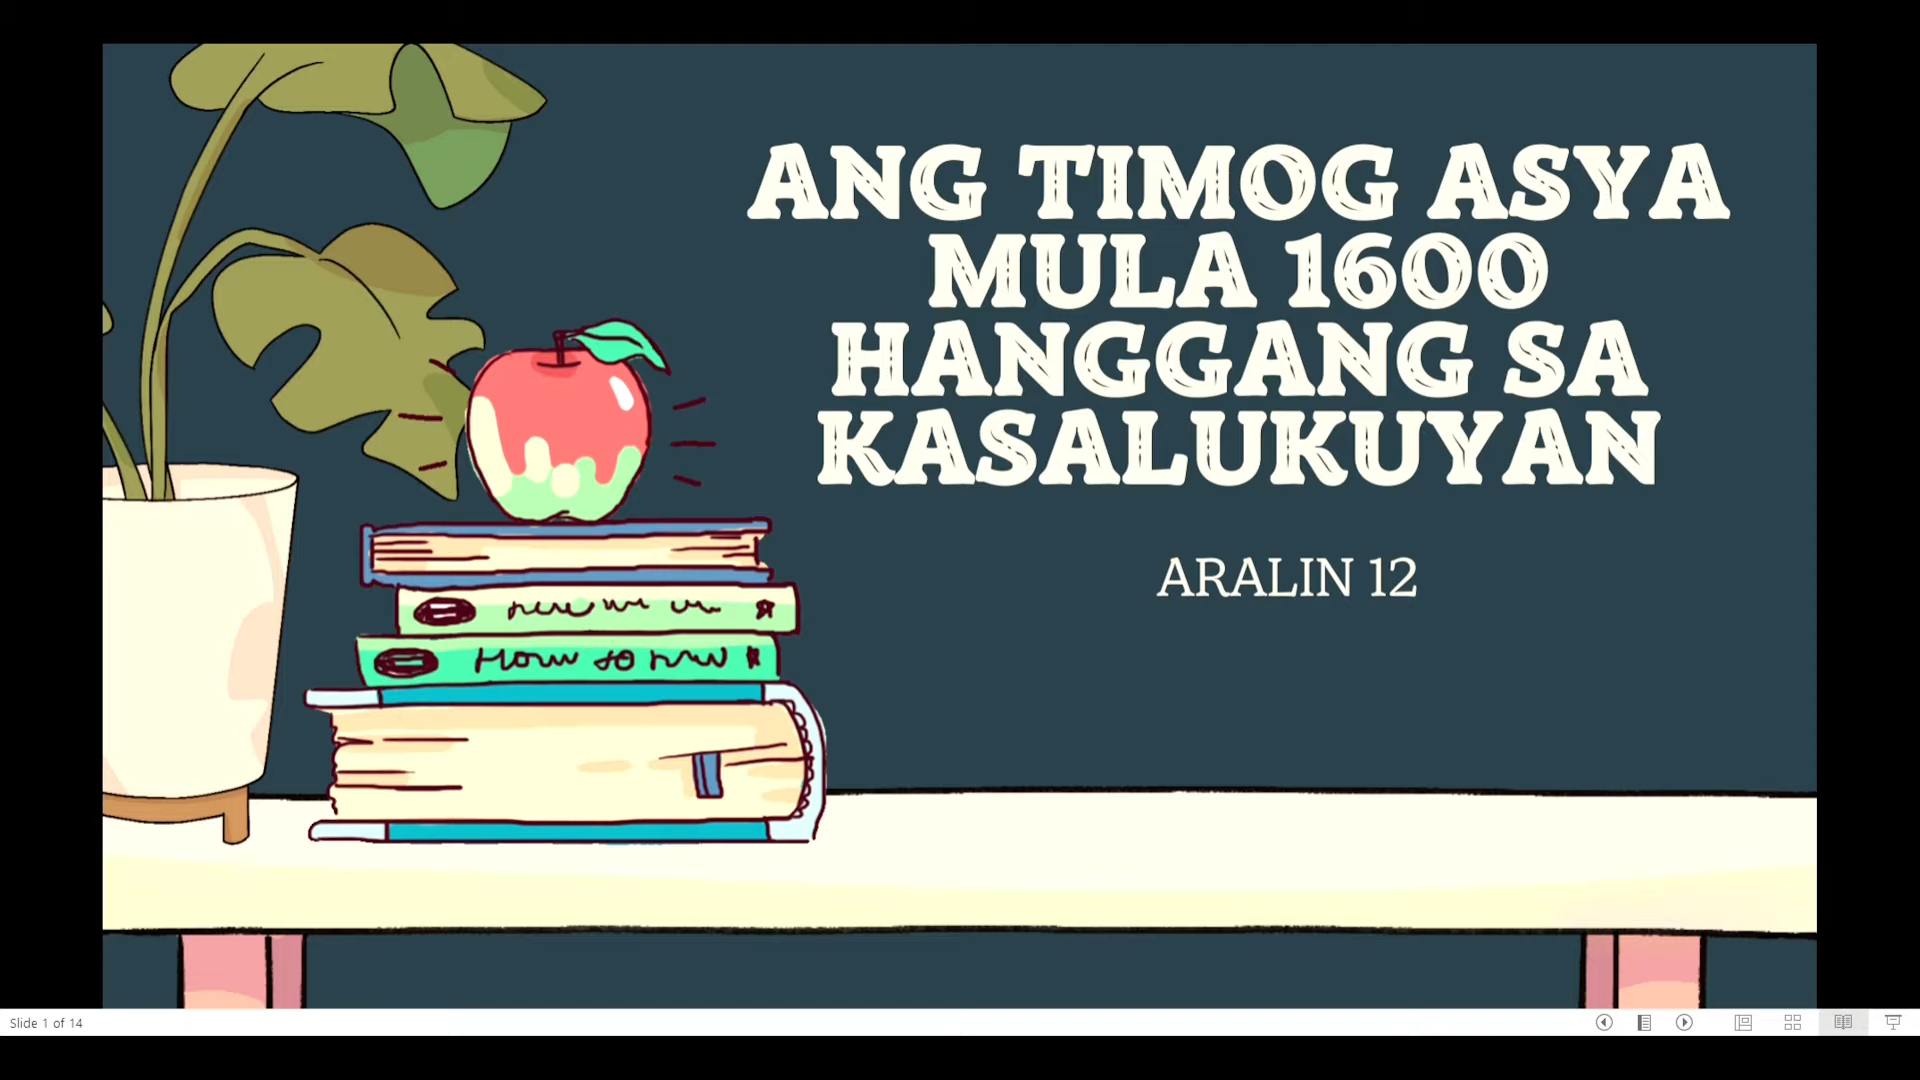 ANG TIMOG ASYA
MULA 1600
HANGGANG SA
KASALUKUYAN
ARALIN 12
Slide 1 of 14